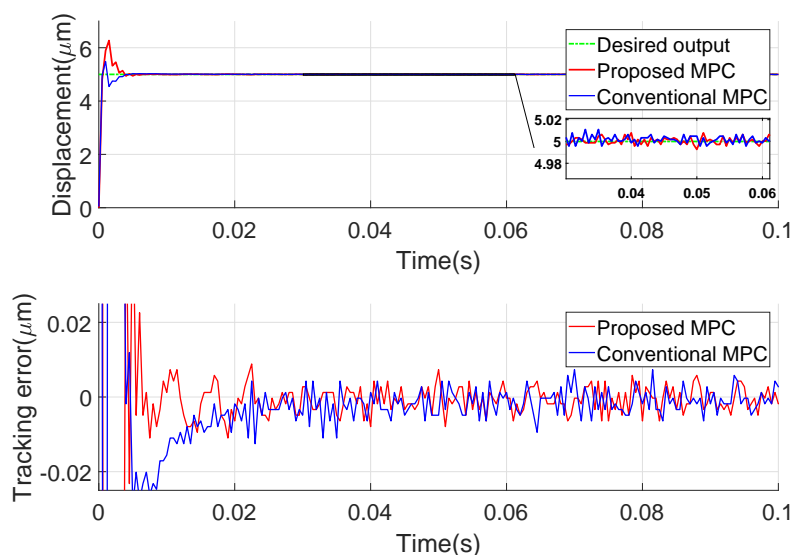 Displacement(μm)
6
4
2
0
Desired output
Proposed MPC
Conventional MPC
5.02
5
4.98
0.04
0.05
0.06
0
0.02
0.04
0.06
0.08
0.1
Time(s)
Tracking error(μm)
0.02
0
-0.02
Proposed MPC
Conventional MPC
0
0.02
0.04
0.06
0.08
0.1
Time(s)